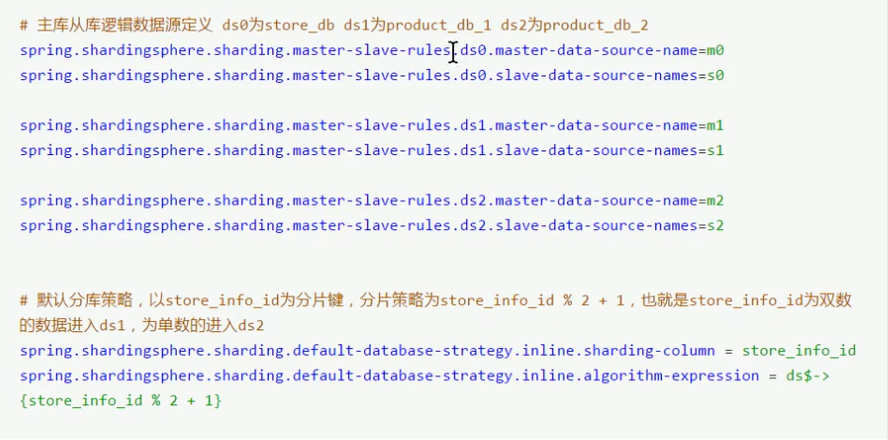 # 主库从库逻辑数据源定义 ds0为store_db ds1为product_db_1 ds2为product_db_2
spring.shardingsphere.sharding.master-slave-rules.ds0.master-data-source-name=m0
spring.shardingsphere.sharding.master-slave-rules.ds0.slave-data-source-names=s0
spring.shardingsphere.sharding.master-slave-rules.ds1.master-data-source-name=m1
spring.shardingsphere.sharding.master-slave-rules.ds1.slave-data-source-names=s1
spring.shardingsphere.sharding.master-slave-rules.ds2.master-data-source-name=m2
spring.shardingsphere.sharding.master-slave-rules.ds2.slave-data-source-names=s2
# 默认分库策略，以store_info_id为分片键，分片策略为store_info_id % 2 + 1，也就是store_info_id为双数
的数据进入ds1，为单数的进入ds2
spring.shardingsphere.sharding.default-database-strategy.inline.sharding-column = store_info_id
spring.shardingsphere.sharding.default-database-strategy.inline.algorithm-expression = ds$->
{store_info_id % 2 + 1}